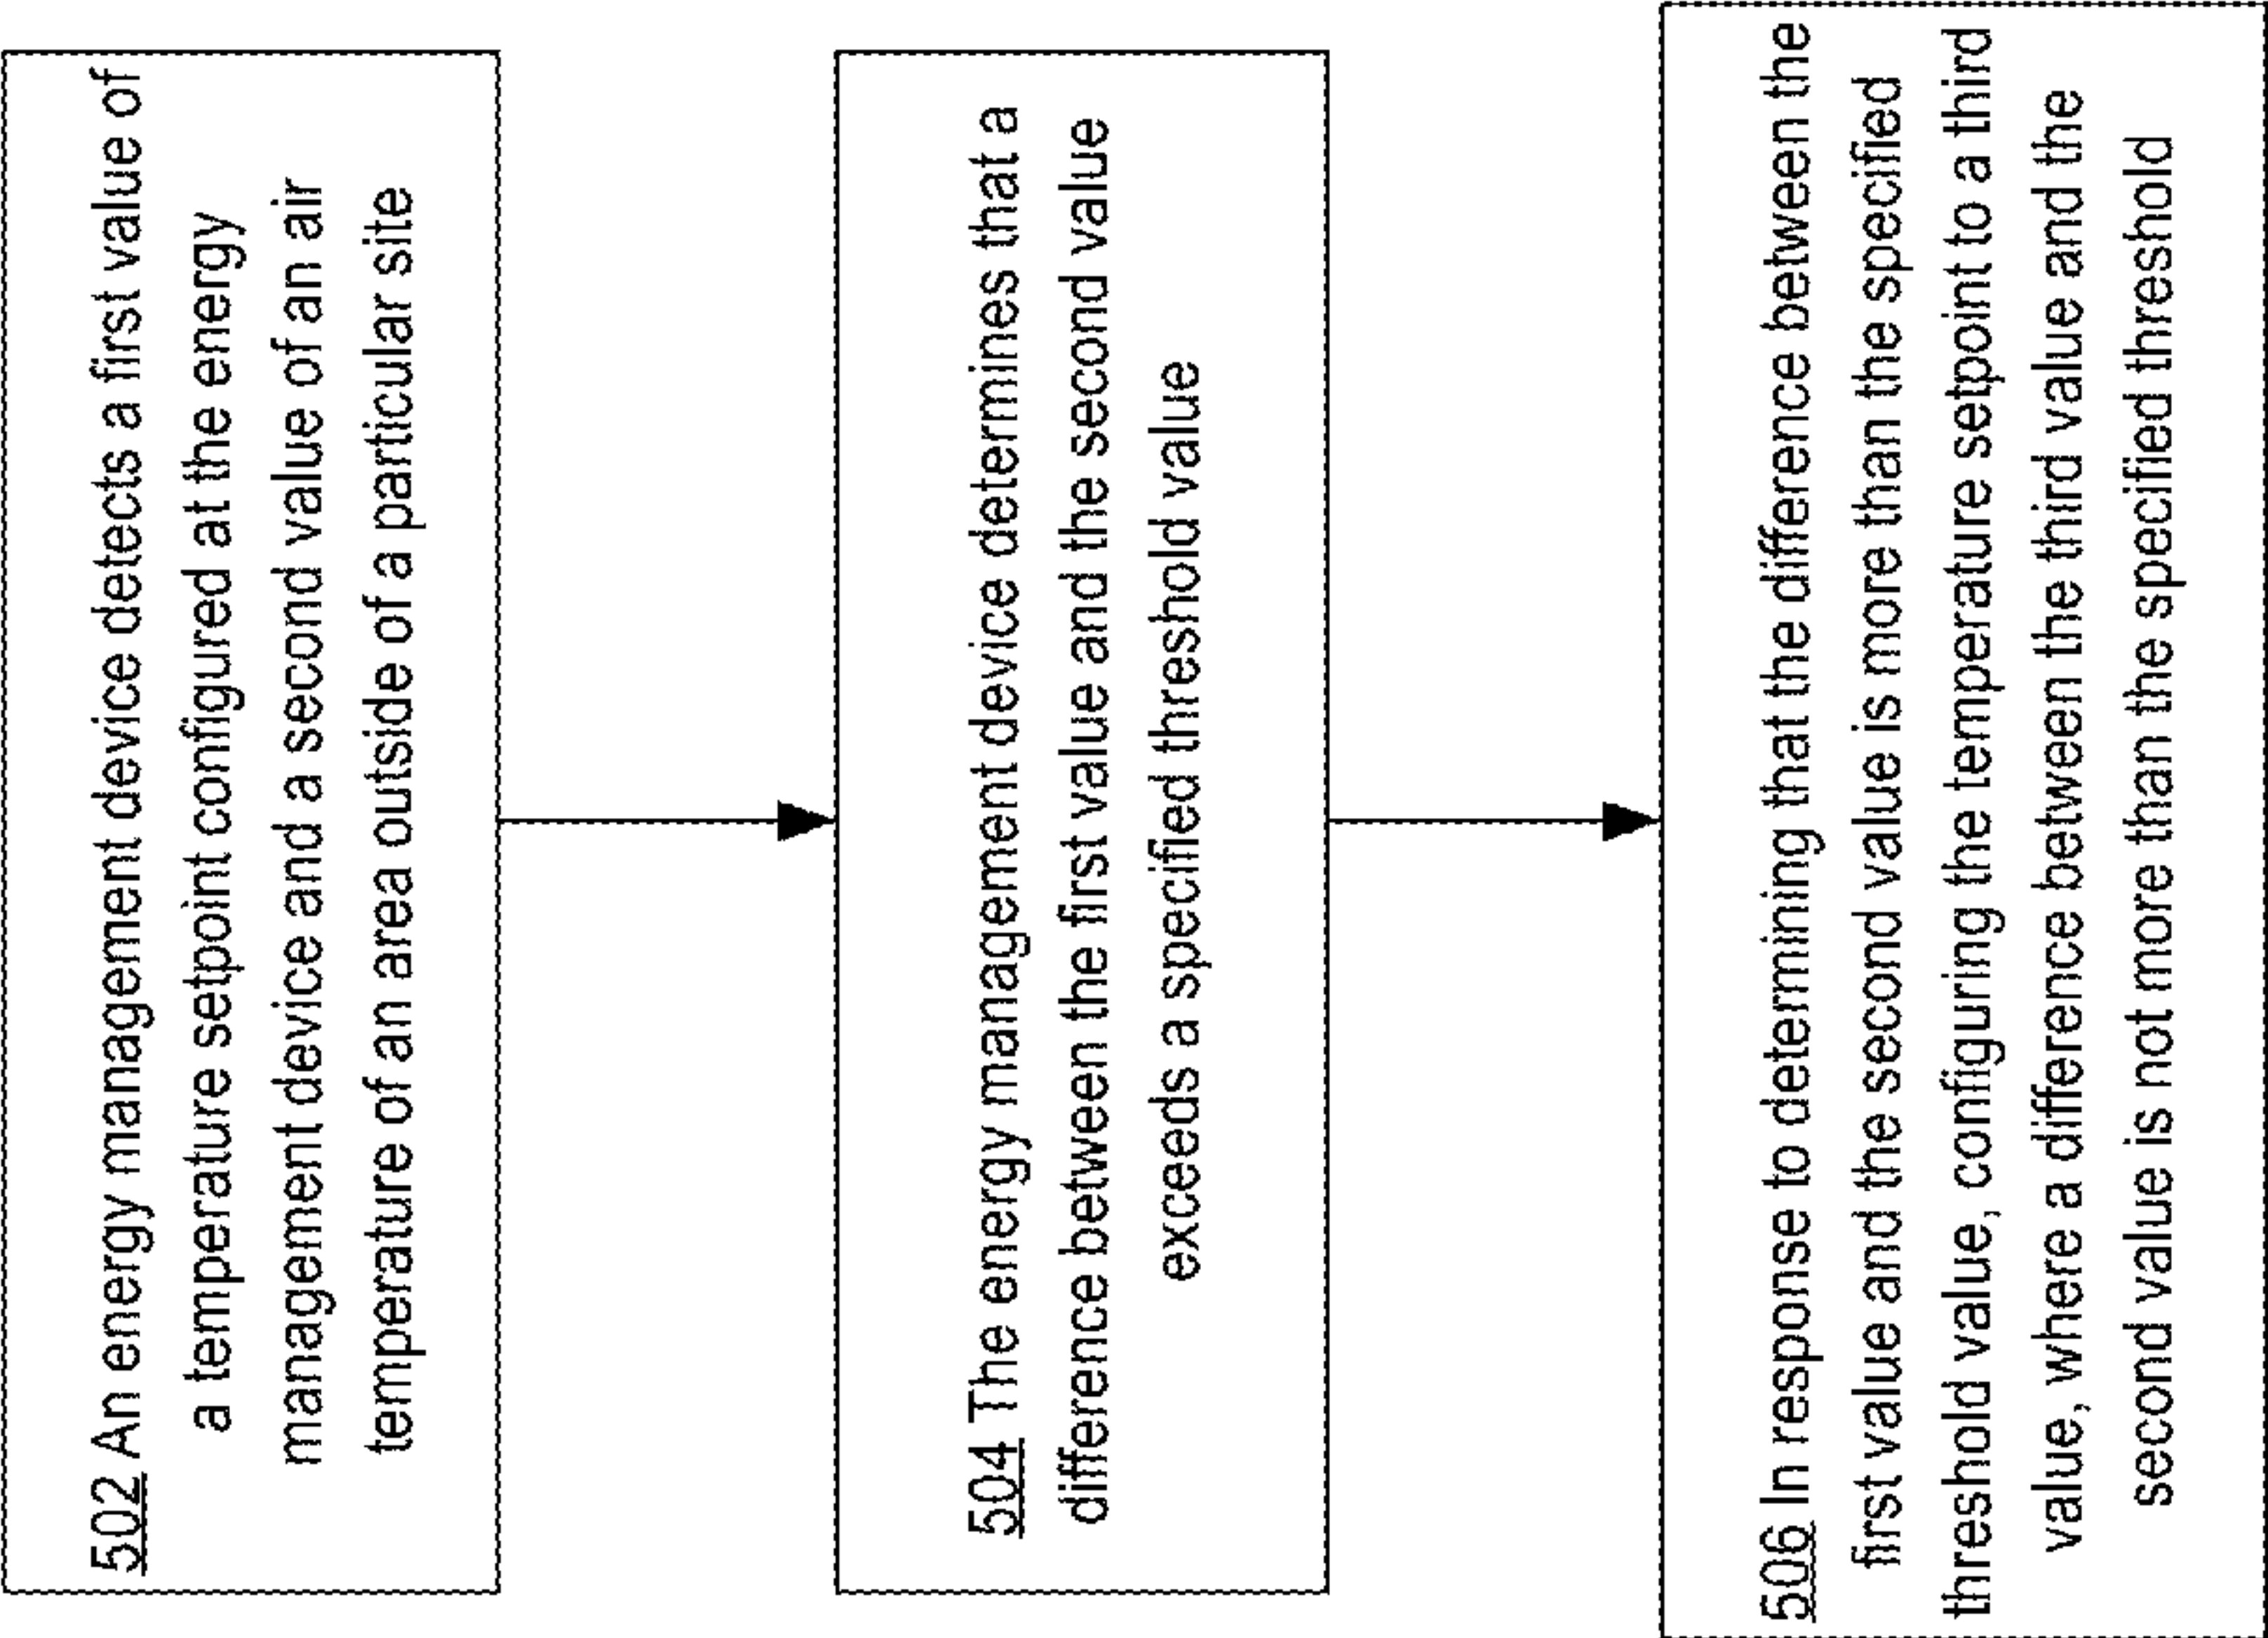 502 An energy management device detects a first value of
a temperature setpoint configured at the energy
management device and a second value of an air
temperature of an area outside of a particular site
504 The energy management device determines that a
difference between the first value and the second value
exceeds a specified threshold value
506 In response to determining that the difference between the
first value and the second value is more than the specified
threshold value, configuring the temperature setpoint to a third
value, where a difference between the third value and the
second value is not more than the specified threshold